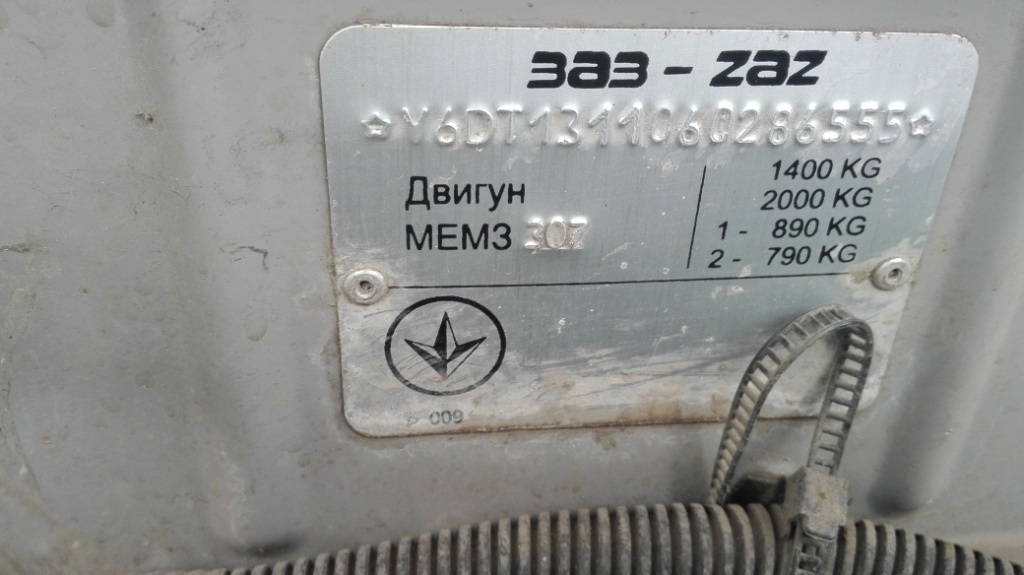 ЗАЗ - ZAZ
☆Y6DT1311060286555☆
Двигун
МЕМЗ 307
1400 KG
2000 KG
1 - 890 KG
2 - 790 KG
009